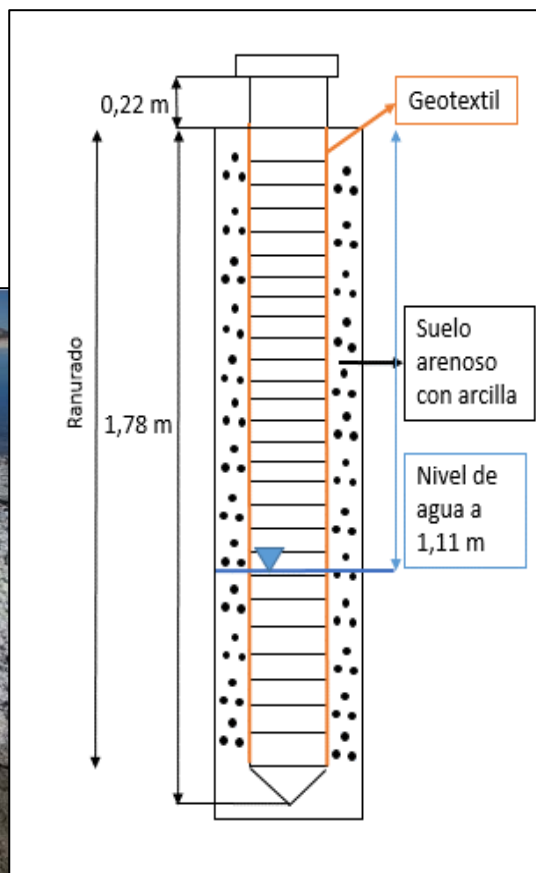 0,22 m
Geotextil
Ranurado
1,78 m
Suelo
arenoso
con arcilla
Nivel de
agua a
1,11 m